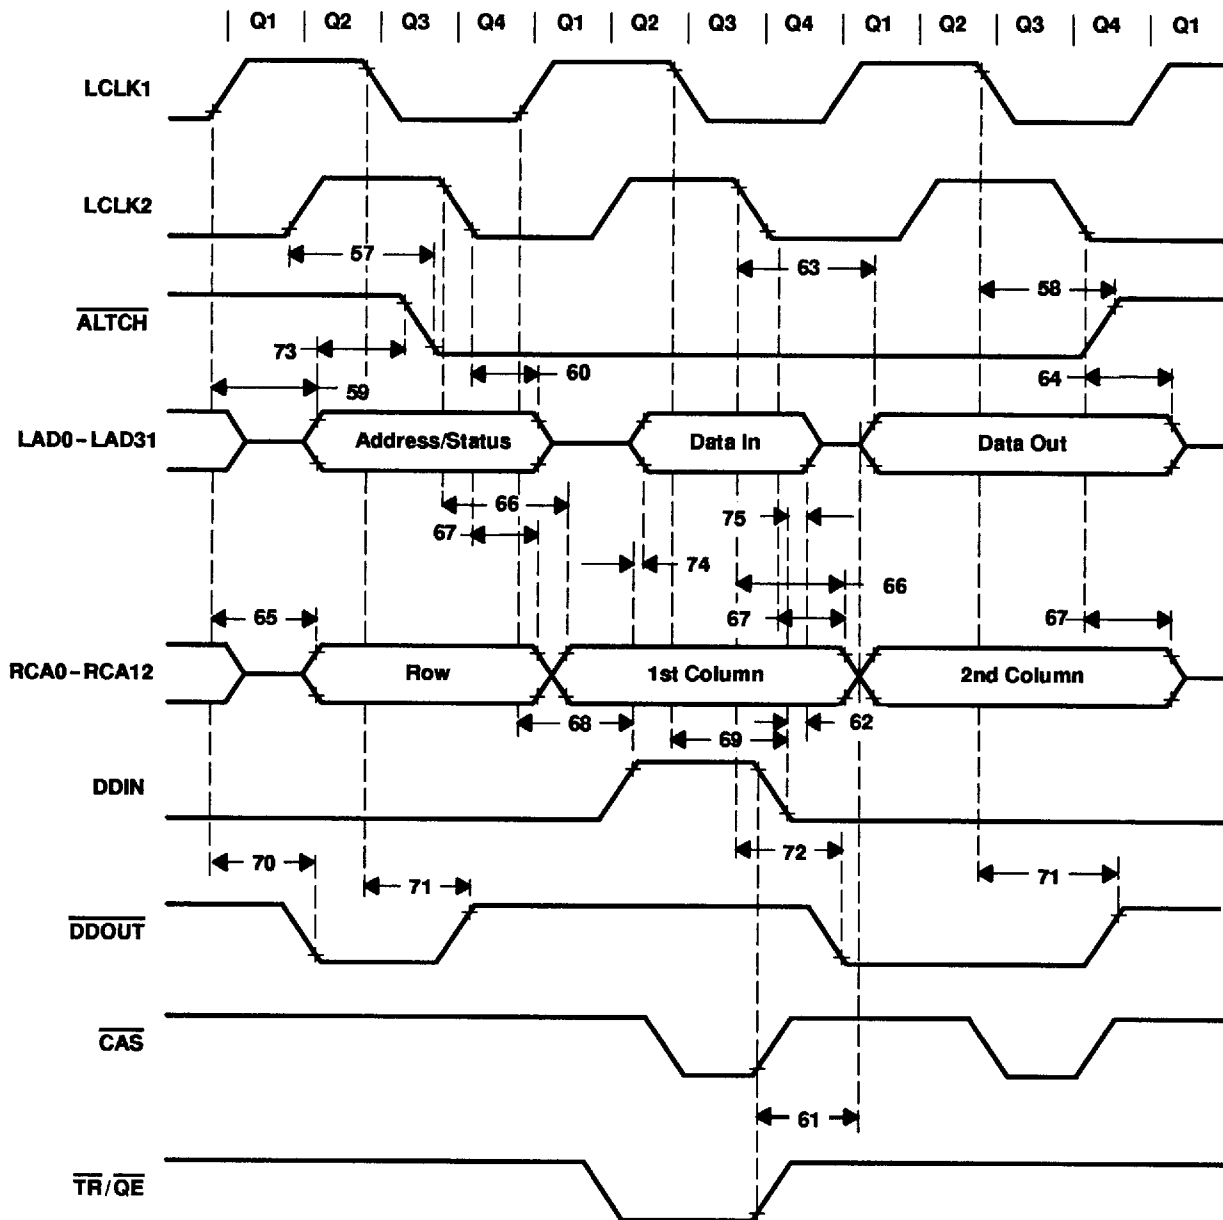 Q1 Q2 Q3 Q4 Q1 Q2 Q3 Q4 Q1 Q2 Q3 Q4 Q1
LCLK1
LCLK2
57
63
58
ALTCH
73
60
64
59
LAD0–LAD31 Address/Status Data In Data Out
66
75
67
74
66
65
67
67
RCA0–RCA12 Row 1st Column 2nd Column
68
62
69
DDIN
72
70
71
71
DDOUT
CAS
61
TR/QE